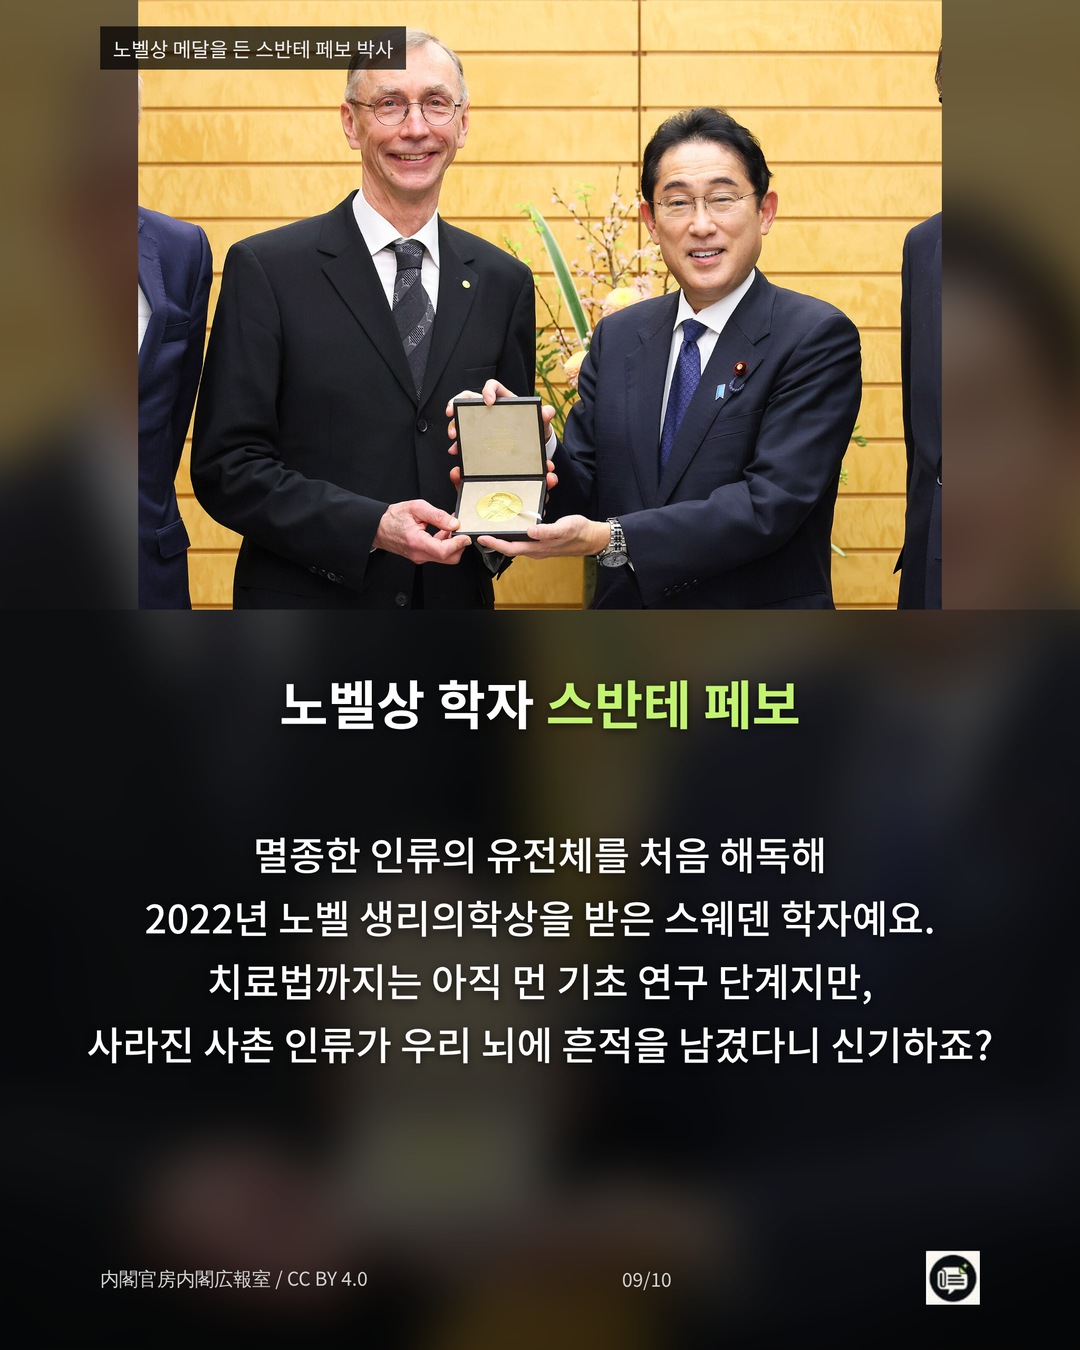 노벨상 메달을 든 스반테 페보 박사
노벨상 학자 스반테 페보
멸종한 인류의 유전체를 처음 해독해
2022년 노벨 생리의학상을 받은 스웨덴 학자예요.
치료법까지는 아직 먼 기초 연구 단계지만,
사라진 사촌 인류가 우리 뇌에 흔적을 남겼다니 신기하죠?
内閣官房内閣広報室 / CC BY 4.0
09/10